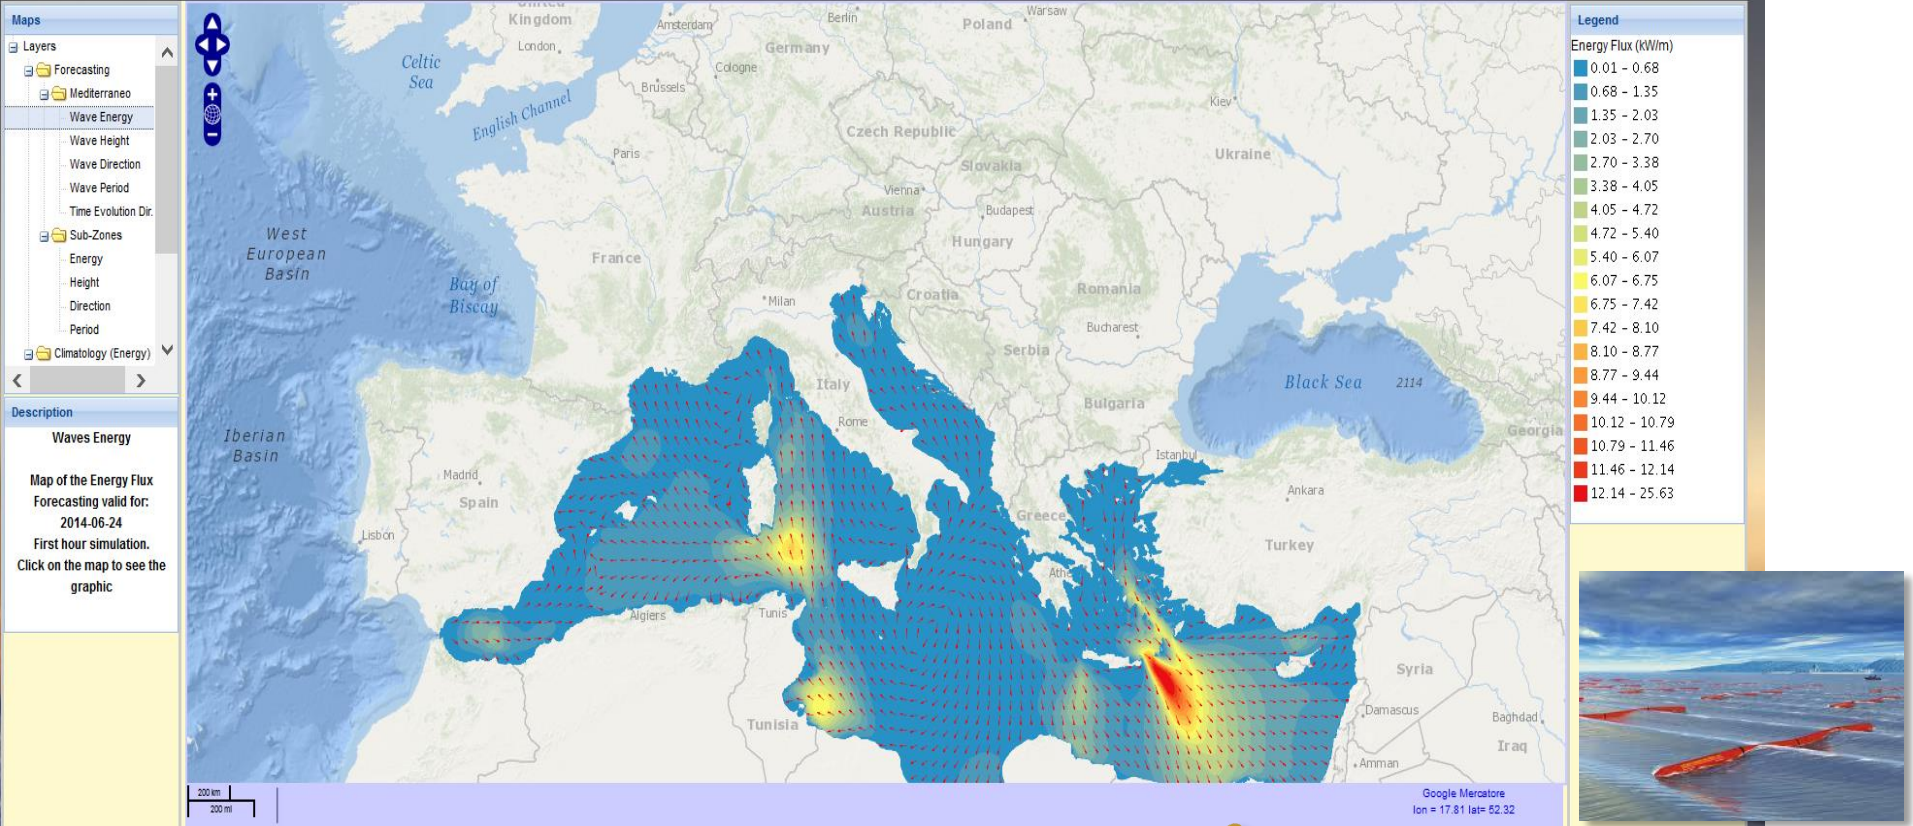 Maps
Layers
Forecasting
Mediterraneo
Wave Energy
Wave Height
Wave Direction
Wave Period
Time Evolution Dir.
Sub-Zones
Energy
Height
Direction
Period
Climatology (Energy)
Description
Waves Energy
Map of the Energy Flux
Forecasting valid for:
2014-06-24
First hour simulation.
Click on the map to see the
graphic
United
Kingdom
London
Amsterdam
Berlin
Warsaw
Poland
Germany
Celtic
Sea
Cologne
Brussels
English Channel
Kiev
Czech Republic
Paris
Ukraine
Slovakia
Vienna
Austria
Budapest
West
European
Basin
Hungary
France
Bay of
Biscay
Milan
Croatia
Romania
Bucharest
Serbia
Italy
Black Sea
2114
Bulgaria
Rome
Georgia
Iberian
Basin
Istanbul
Madrid
Spain
Ankara
Greece
Lisbon
Turkey
Algiers
Tunis
Syria
Tunisia
Damascus
Baghdad
Iraq
Amman
200 km
200 mi
Google Mercatore
lon = 17.81 lat= 52.32
Legend
Energy Flux (kW/m)
0.01 - 0.68
0.68 - 1.35
1.35 - 2.03
2.03 - 2.70
2.70 - 3.38
3.38 - 4.05
4.05 - 4.72
4.72 - 5.40
5.40 - 6.07
6.07 - 6.75
6.75 - 7.42
7.42 - 8.10
8.10 - 8.77
8.77 - 9.44
9.44 - 10.12
10.12 - 10.79
10.79 - 11.46
11.46 - 12.14
12.14 - 25.63